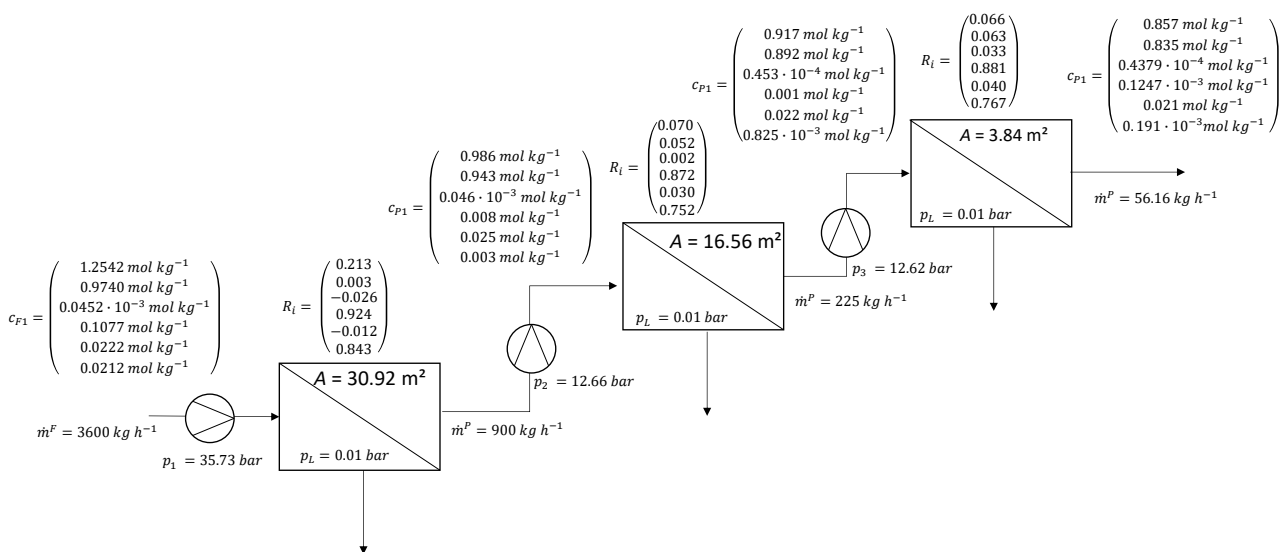 c_{F1} =
1.2542 mol kg⁻¹
0.9740 mol kg⁻¹
0.0452 · 10⁻³ mol kg⁻¹
0.1077 mol kg⁻¹
0.0222 mol kg⁻¹
0.0212 mol kg⁻¹
ṁ^F = 3600 kg h⁻¹
p₁ = 35.73 bar
R_i =
0.213
0.003
−0.026
0.924
−0.012
0.843
A = 30.92 m²
p_L = 0.01 bar
ṁ^P = 900 kg h⁻¹
c_{P1} =
0.986 mol kg⁻¹
0.943 mol kg⁻¹
0.046 · 10⁻³ mol kg⁻¹
0.008 mol kg⁻¹
0.025 mol kg⁻¹
0.003 mol kg⁻¹
p₂ = 12.66 bar
R_i =
0.070
0.052
0.002
0.872
0.030
0.752
A = 16.56 m²
p_L = 0.01 bar
ṁ^P = 225 kg h⁻¹
c_{P1} =
0.917 mol kg⁻¹
0.892 mol kg⁻¹
0.453 · 10⁻⁴ mol kg⁻¹
0.001 mol kg⁻¹
0.022 mol kg⁻¹
0.825 · 10⁻³ mol kg⁻¹
p₃ = 12.62 bar
R_i =
0.066
0.063
0.033
0.881
0.040
0.767
A = 3.84 m²
p_L = 0.01 bar
c_{P1} =
0.857 mol kg⁻¹
0.835 mol kg⁻¹
0.4379 · 10⁻⁴ mol kg⁻¹
0.1247 · 10⁻³ mol kg⁻¹
0.021 mol kg⁻¹
0.191 · 10⁻³mol kg⁻¹
ṁ^P = 56.16 kg h⁻¹